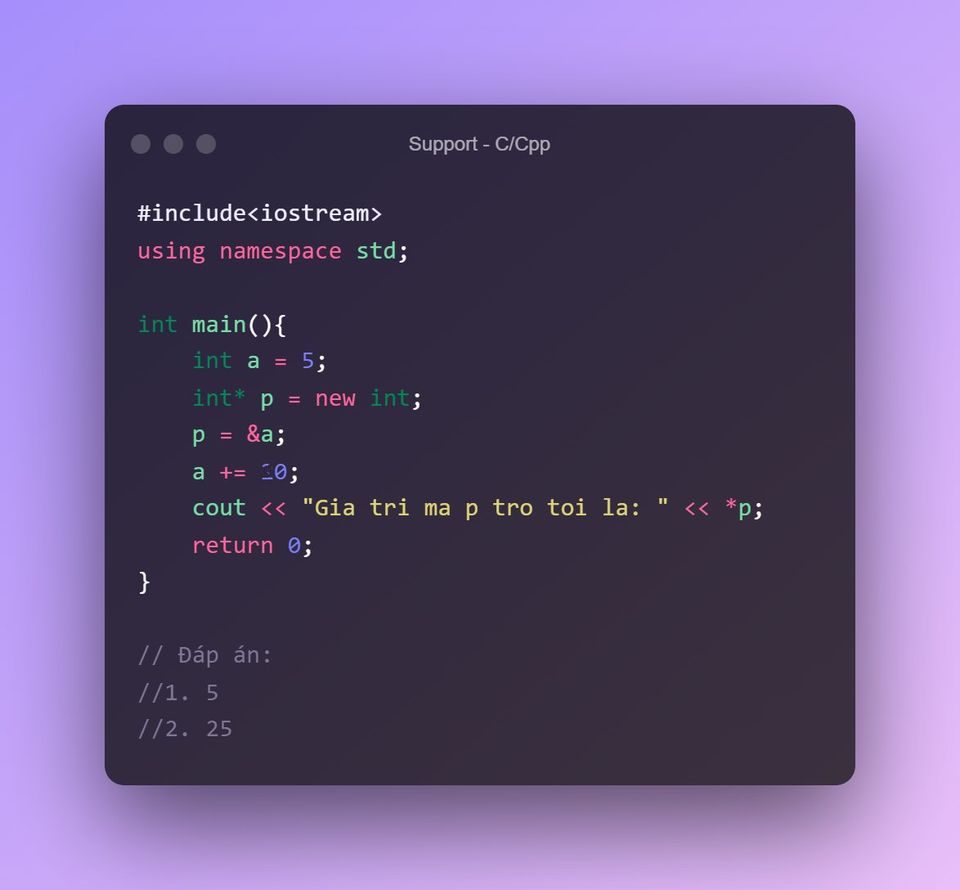 Support - C/Cpp
#include<iostream>
using namespace std;
int main(){
    int a = 5;
    int* p = new int;
    p = &a;
    a += 10;
    cout << "Gia tri ma p tro toi la: " << *p;
    return 0;
}
// Đáp án:
//1. 5
//2. 25